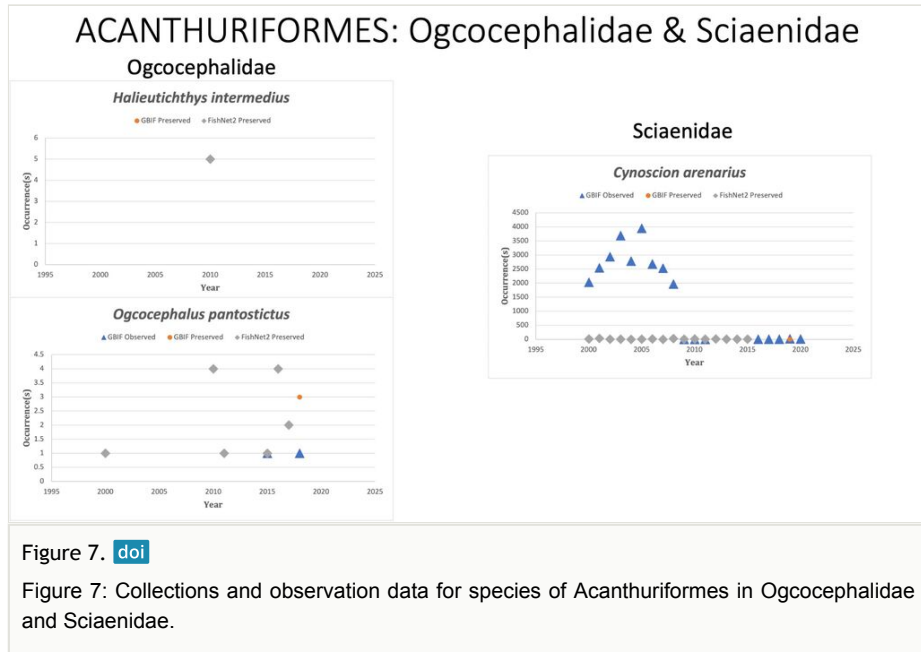 ACANTHURIFORMES: Ogcocephalidae & Sciaenidae
Ogcocephalidae
Halieutichthys intermedius
GBIF Preserved FishNet2 Preserved
Occurrence(s)
6
5
4
3
2
1
0
1995 2000 2005 2010 2015 2020 2025
Year
Ogcocephalus pantostictus
GBIF Observed GBIF Preserved FishNet2 Preserved
Occurrence(s)
4.5
4
3.5
3
2.5
2
1.5
1
0.5
0
1995 2000 2005 2010 2015 2020 2025
Year
Sciaenidae
Cynoscion arenarius
GBIF Observed GBIF Preserved FishNet2 Preserved
Occurrence(s)
4500
4000
3500
3000
2500
2000
1500
1000
500
0
1995 2000 2005 2010 2015 2020 2025
Year
Figure 7. doi
Figure 7: Collections and observation data for species of Acanthuriformes in Ogcocephalidae
and Sciaenidae.